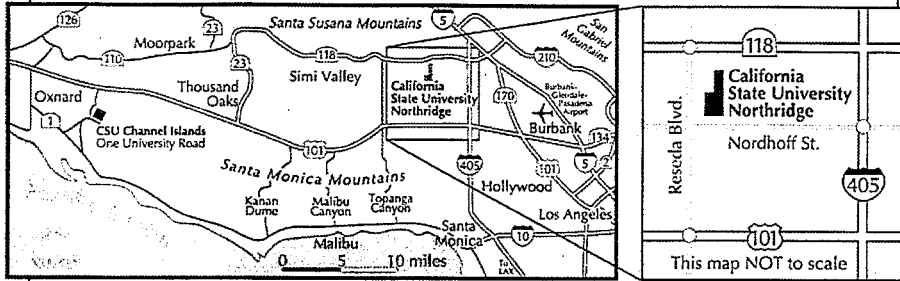 126
23
Moorpark
110
Santa Susana Mountains
118
23
Simi Valley
5
San
Gabriel
Mountains
210
California
State University
Northridge
170
Burbank-
Glendale-
Pasadena
Airport
Burbank
134
5
2
Oxnard
1
Thousand
Oaks
CSU Channel Islands
One University Road
101
Santa Monica Mountains
405
101
Hollywood
Los Angeles
Kanan
Dume
Malibu
Canyon
Topanga
Canyon
Malibu
Santa
Monica
10
To
LAX
0 5 10 miles
118
Reseda Blvd.
California
State University
Northridge
Nordhoff St.
405
101
This map NOT to scale